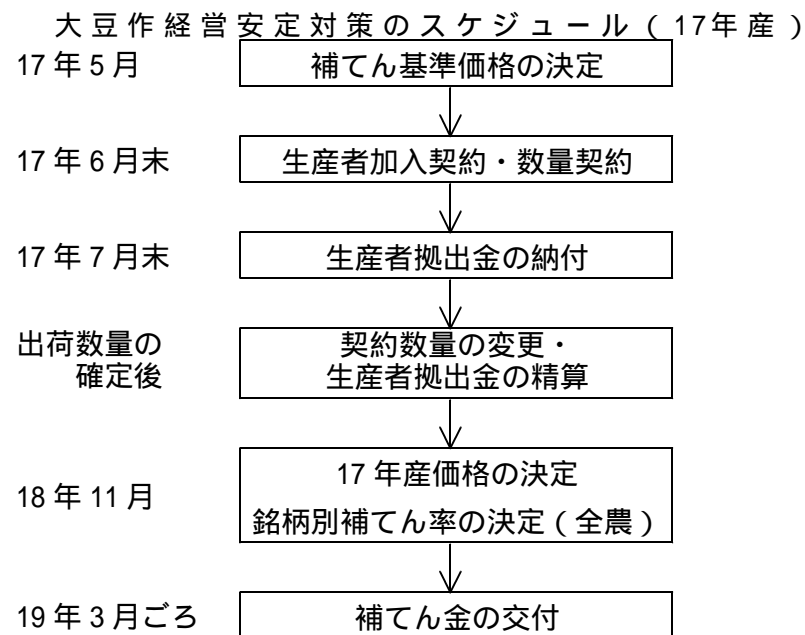 大豆作経営安定対策のスケジュール(17年産)
17年5月 補てん基準価格の決定
17年6月末 生産者加入契約・数量契約
17年7月末 生産者拠出金の納付
出荷数量の 契約数量の変更・
確定後 生産者拠出金の精算
17年産価格の決定
18年11月
銘柄別補てん率の決定(全農)
19年3月ごろ 補てん金の交付